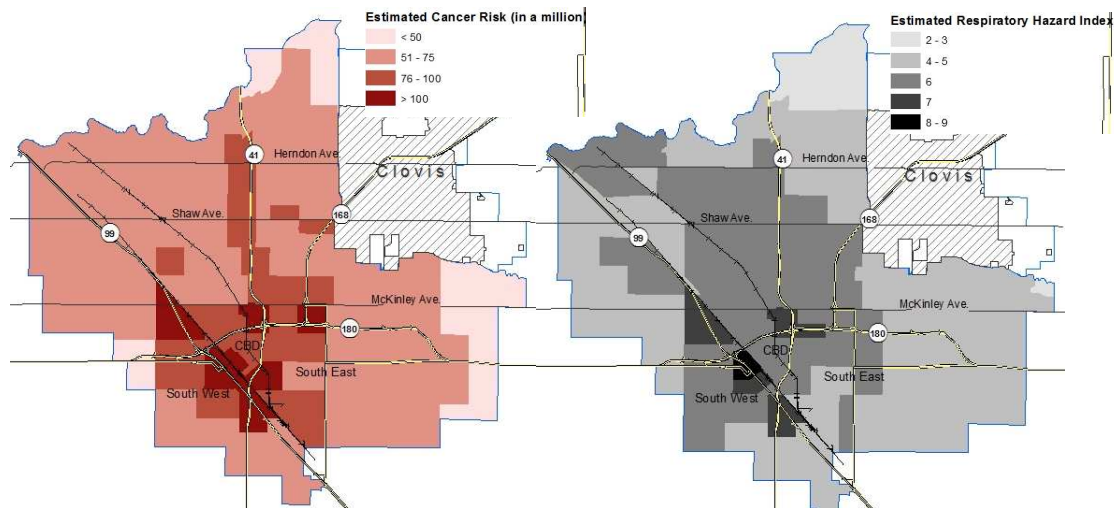 Estimated Cancer Risk (in a million)
< 50
51 - 75
76 - 100
> 100
41
Herndon Ave.
Clovis
Shaw Ave.
168
99
McKinley Ave.
180
CBD
South East
South West
Estimated Respiratory Hazard Index
2 - 3
4 - 5
6
7
8 - 9
41
Herndon Ave.
Clovis
Shaw Ave.
168
99
McKinley Ave.
180
CBD
South East
South West